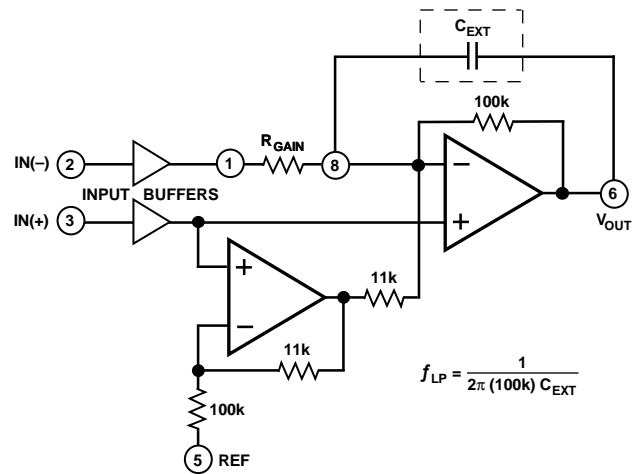 C_EXT
100k
R_GAIN
IN(–) 2 1 8
INPUT BUFFERS
IN(+) 3
–
+
6
V_OUT
+
–
11k
11k
100k
5 REF
f_LP = 1 / 2π (100k) C_EXT